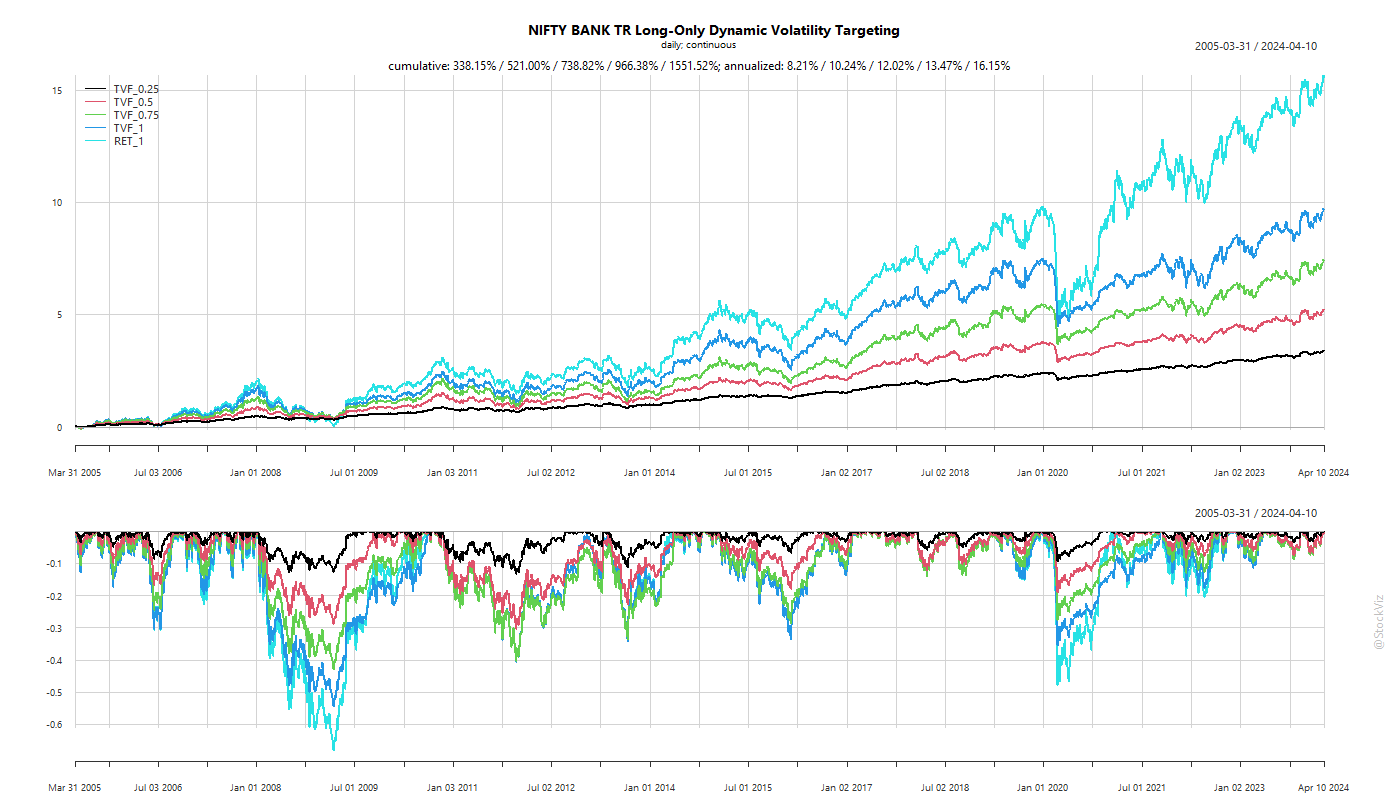 NIFTY BANK TR Long-Only Dynamic Volatility Targeting
daily; continuous
2005-03-31 / 2024-04-10
cumulative: 338.15% / 521.00% / 738.82% / 966.38% / 1551.52%; annualized: 8.21% / 10.24% / 12.02% / 13.47% / 16.15%
TVF_0.25
TVF_0.5
TVF_0.75
TVF_1
RET_1
15
10
5
0
Mar 31 2005 Jul 03 2006 Jan 01 2008 Jul 01 2009 Jan 03 2011 Jul 02 2012 Jan 01 2014 Jul 01 2015 Jan 02 2017 Jul 02 2018 Jan 01 2020 Jul 01 2021 Jan 02 2023 Apr 10 2024
2005-03-31 / 2024-04-10
-0.1
-0.2
-0.3
-0.4
-0.5
-0.6
Mar 31 2005 Jul 03 2006 Jan 01 2008 Jul 01 2009 Jan 03 2011 Jul 02 2012 Jan 01 2014 Jul 01 2015 Jan 02 2017 Jul 02 2018 Jan 01 2020 Jul 01 2021 Jan 02 2023 Apr 10 2024
@StockViz